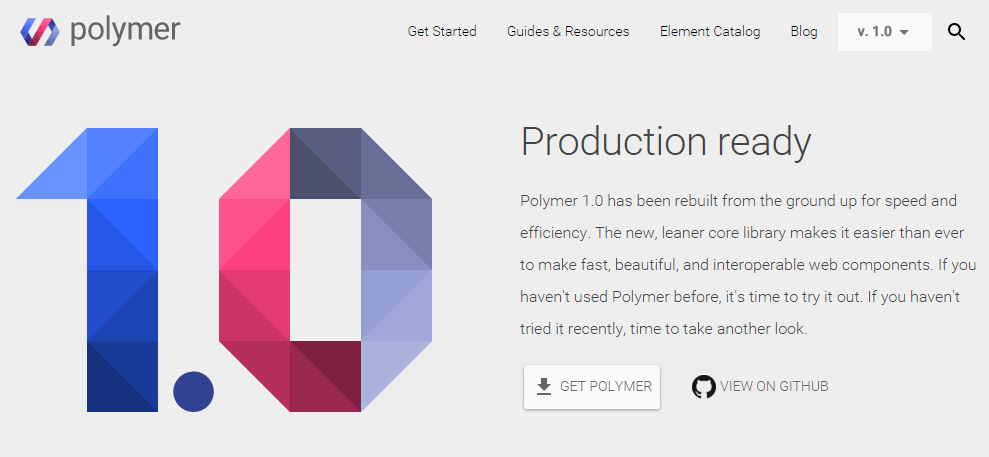 polymer
Get Started
Guides & Resources
Element Catalog
Blog
v. 1.0
1.0
Production ready
Polymer 1.0 has been rebuilt from the ground up for speed and
efficiency. The new, leaner core library makes it easier than ever
to make fast, beautiful, and interoperable web components. If you
haven't used Polymer before, it's time to try it out. If you haven't
tried it recently, time to take another look.
GET POLYMER
VIEW ON GITHUB